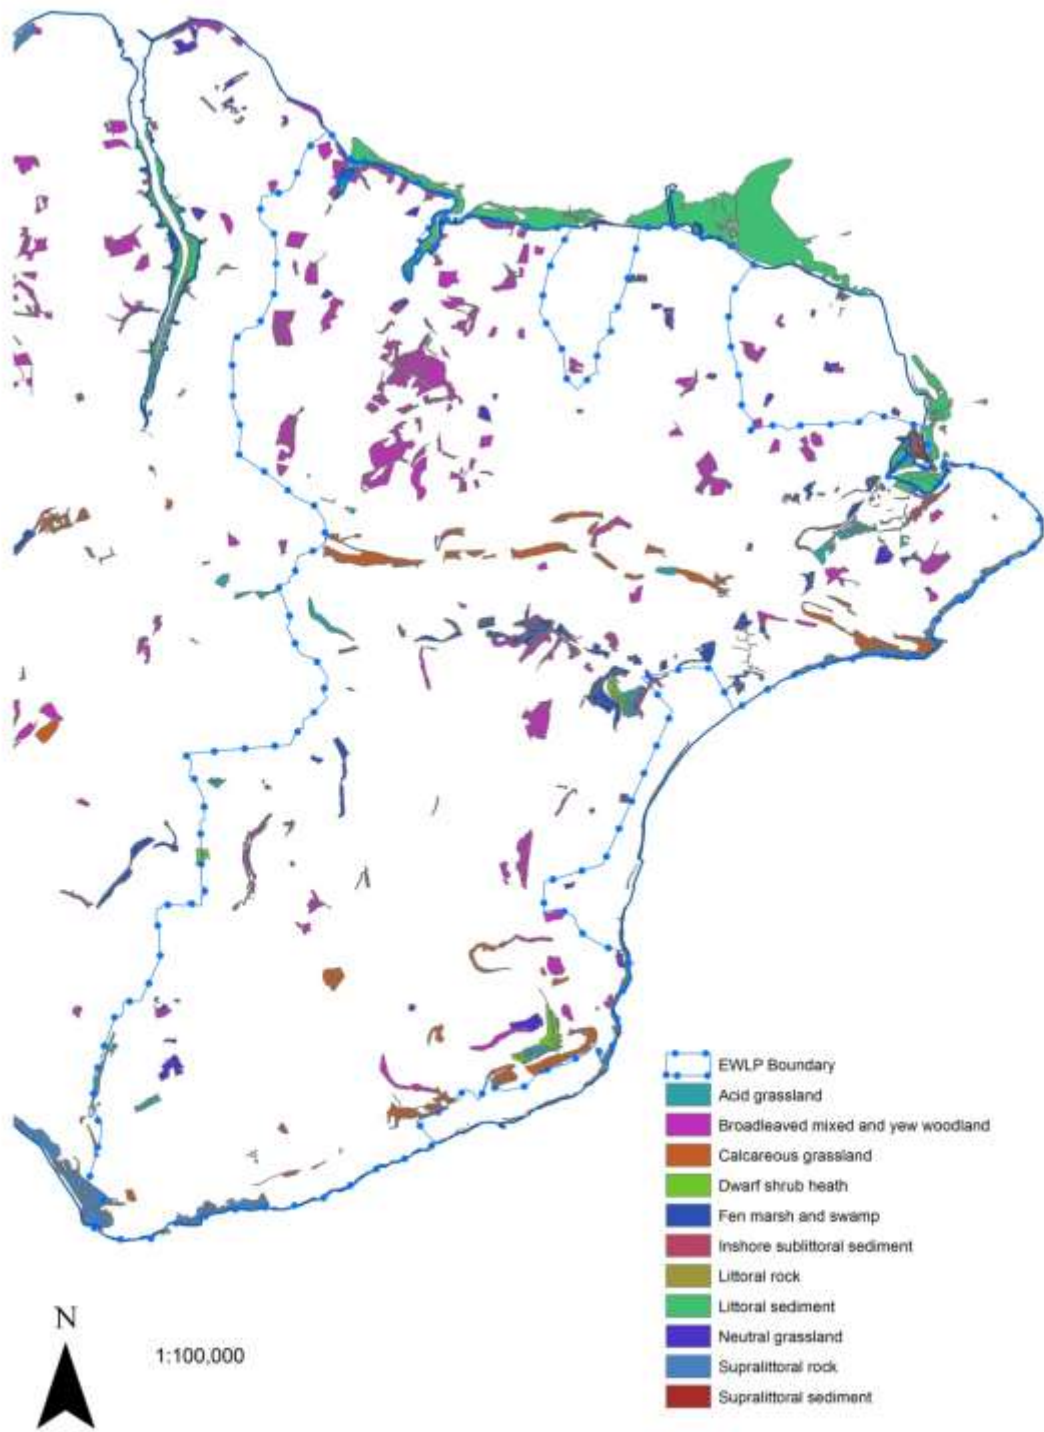 EWLP Boundary
Acid grassland
Broadleaved mixed and yew woodland
Calcareous grassland
Dwarf shrub heath
Fen marsh and swamp
Inshore sublittoral sediment
Littoral rock
Littoral sediment
Neutral grassland
Supralittoral rock
Supralittoral sediment
N
1:100,000